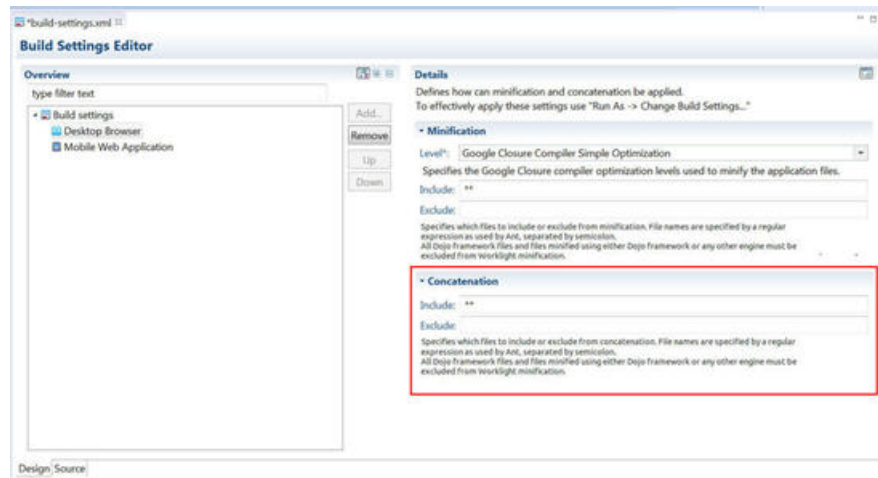 *build-settings.xml
Build Settings Editor
Overview
type filter text
Build settings
Desktop Browser
Mobile Web Application
Add...
Remove
Up
Down
Details
Defines how can minification and concatenation be applied.
To effectively apply these settings use "Run As -> Change Build Settings..."
Minification
Level*: Google Closure Compiler Simple Optimization
Specifies the Google Closure compiler optimization levels used to minify the application files.
Include: **
Exclude:
Specifies which files to include or exclude from minification. File names are specified by a regular
expression as used by Ant, separated by semicolon.
All Dojo framework files and files minified using either Dojo framework or any other engine must be
excluded from Worklight minification.
Concatenation
Include: **
Exclude:
Specifies which files to include or exclude from concatenation. File names are specified by a regular
expression as used by Ant, separated by semicolon.
All Dojo framework files and files minified using either Dojo framework or any other engine must be
excluded from Worklight minification.
Design Source